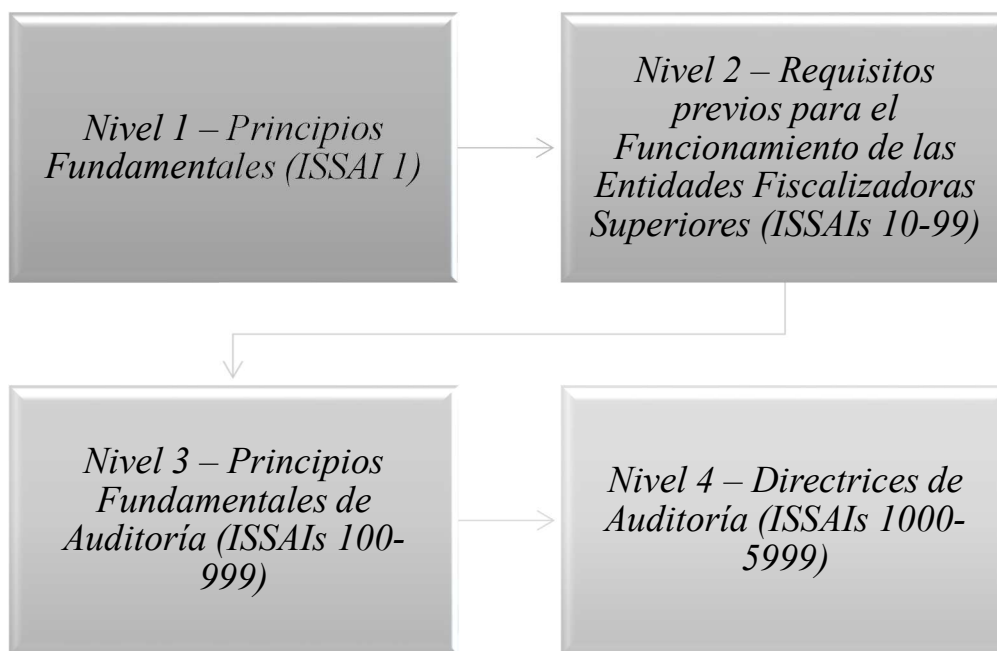 Nivel 1 – Principios
Fundamentales (ISSAI 1)
Nivel 2 – Requisitos
previos para el
Funcionamiento de las
Entidades Fiscalizadoras
Superiores (ISSAIs 10-99)
Nivel 3 – Principios
Fundamentales de
Auditoría (ISSAIs 100-
999)
Nivel 4 – Directrices de
Auditoría (ISSAIs 1000-
5999)